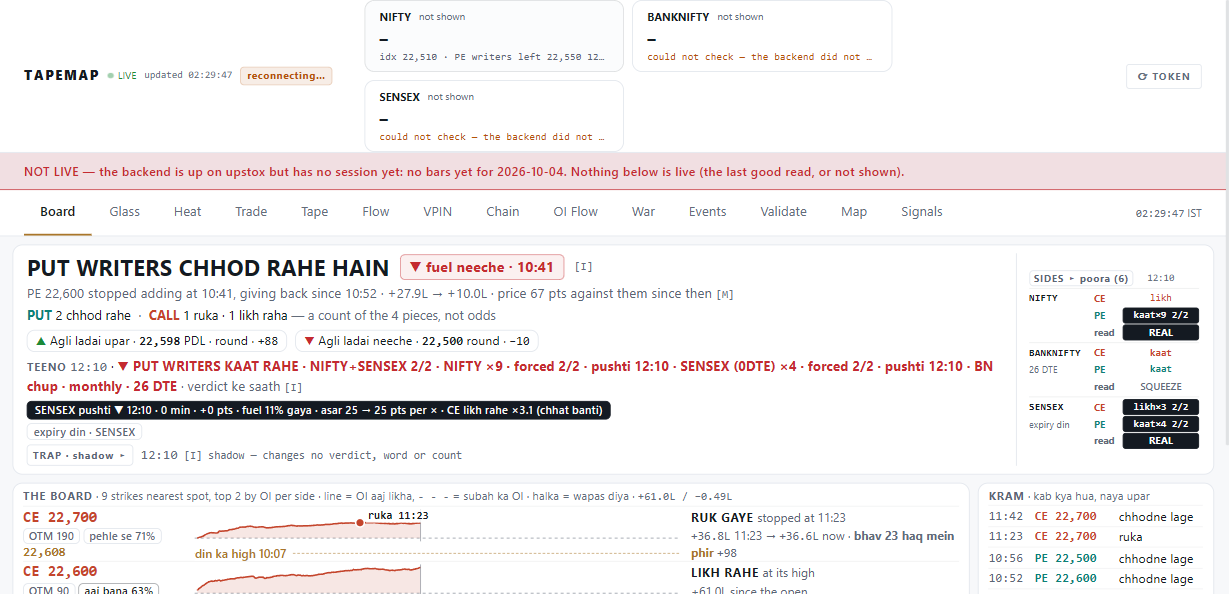 NIFTY not shown
–
idx 22,510 · PE writers left 22,550 12…
BANKNIFTY not shown
–
could not check – the backend did not …
TAPEMAP ● LIVE updated 02:29:47 reconnecting…
SENSEX not shown
–
could not check – the backend did not …
⟳ TOKEN
NOT LIVE — the backend is up on upstox but has no session yet: no bars yet for 2026-10-04. Nothing below is live (the last good read, or not shown).
Board Glass Heat Trade Tape Flow VPIN Chain OI Flow War Events Validate Map Signals 02:29:47 IST
PUT WRITERS CHHOD RAHE HAIN ▼ fuel neeche · 10:41 [I]
PE 22,600 stopped adding at 10:41, giving back since 10:52 · +27.9L → +10.0L · price 67 pts against them since then [M]
PUT 2 chhod rahe · CALL 1 ruka · 1 likh raha — a count of the 4 pieces, not odds
▲ Agli ladai upar · 22,598 PDL · round · +88 ▼ Agli ladai neeche · 22,500 round · −10
TEENO 12:10 · ▼ PUT WRITERS KAAT RAHE · NIFTY+SENSEX 2/2 · NIFTY ×9 · forced 2/2 · pushti 12:10 · SENSEX (0DTE) ×4 · forced 2/2 · pushti 12:10 · BN
chup · monthly · 26 DTE · verdict ke saath [I]
SENSEX pushti ▼ 12:10 · 0 min · +0 pts · fuel 11% gaya · asar 25 → 25 pts per × · CE likh rahe ×3.1 (chhat banti)
expiry din · SENSEX
TRAP · shadow ▸ 12:10 [I] shadow — changes no verdict, word or count
SIDES ▸ poora (6) 12:10
NIFTY CE likh
PE kaat×9 2/2
read REAL
BANKNIFTY CE kaat
26 DTE PE kaat
read SQUEEZE
SENSEX CE likh×3 2/2
expiry din PE kaat×4 2/2
read REAL
THE BOARD · 9 strikes nearest spot, top 2 by OI per side · line = OI aaj likha, - - - = subah ka OI · halka = wapas diya · +61.0L / −0.49L
CE 22,700 ruka 11:23 RUK GAYE stopped at 11:23
OTM 190 pehle se 71% +36.8L 11:23 → +36.6L now · bhav 23 haq mein
22,608 din ka high 10:07 phir +98
CE 22,600 LIKH RAHE at its high
OTM 90 aaj bana 63% +61.0L since the open
KRAM · kab kya hua, naya upar
11:42 CE 22,700 chhodne lage
11:23 CE 22,700 ruka
10:56 PE 22,500 chhodne lage
10:52 PE 22,600 chhodne lage